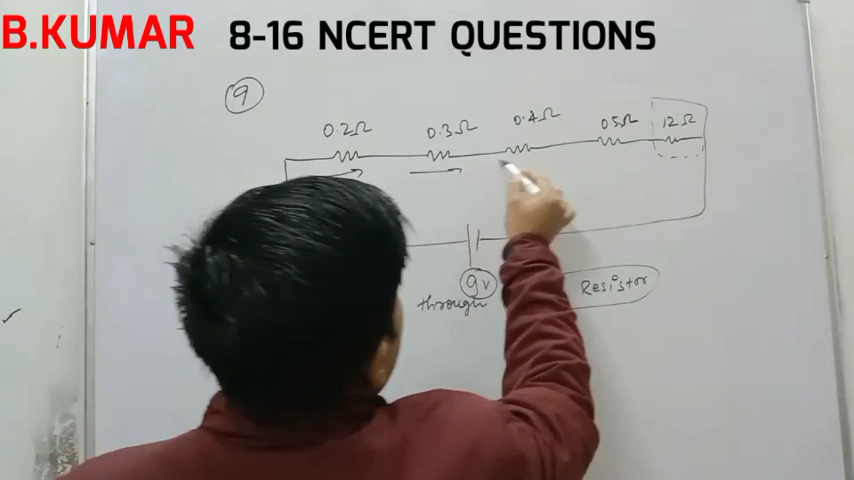 B.KUMAR 8-16 NCERT QUESTIONS
9
0.2Ω 0.3Ω 0.4Ω 0.5Ω 12Ω
9v
through Resistor